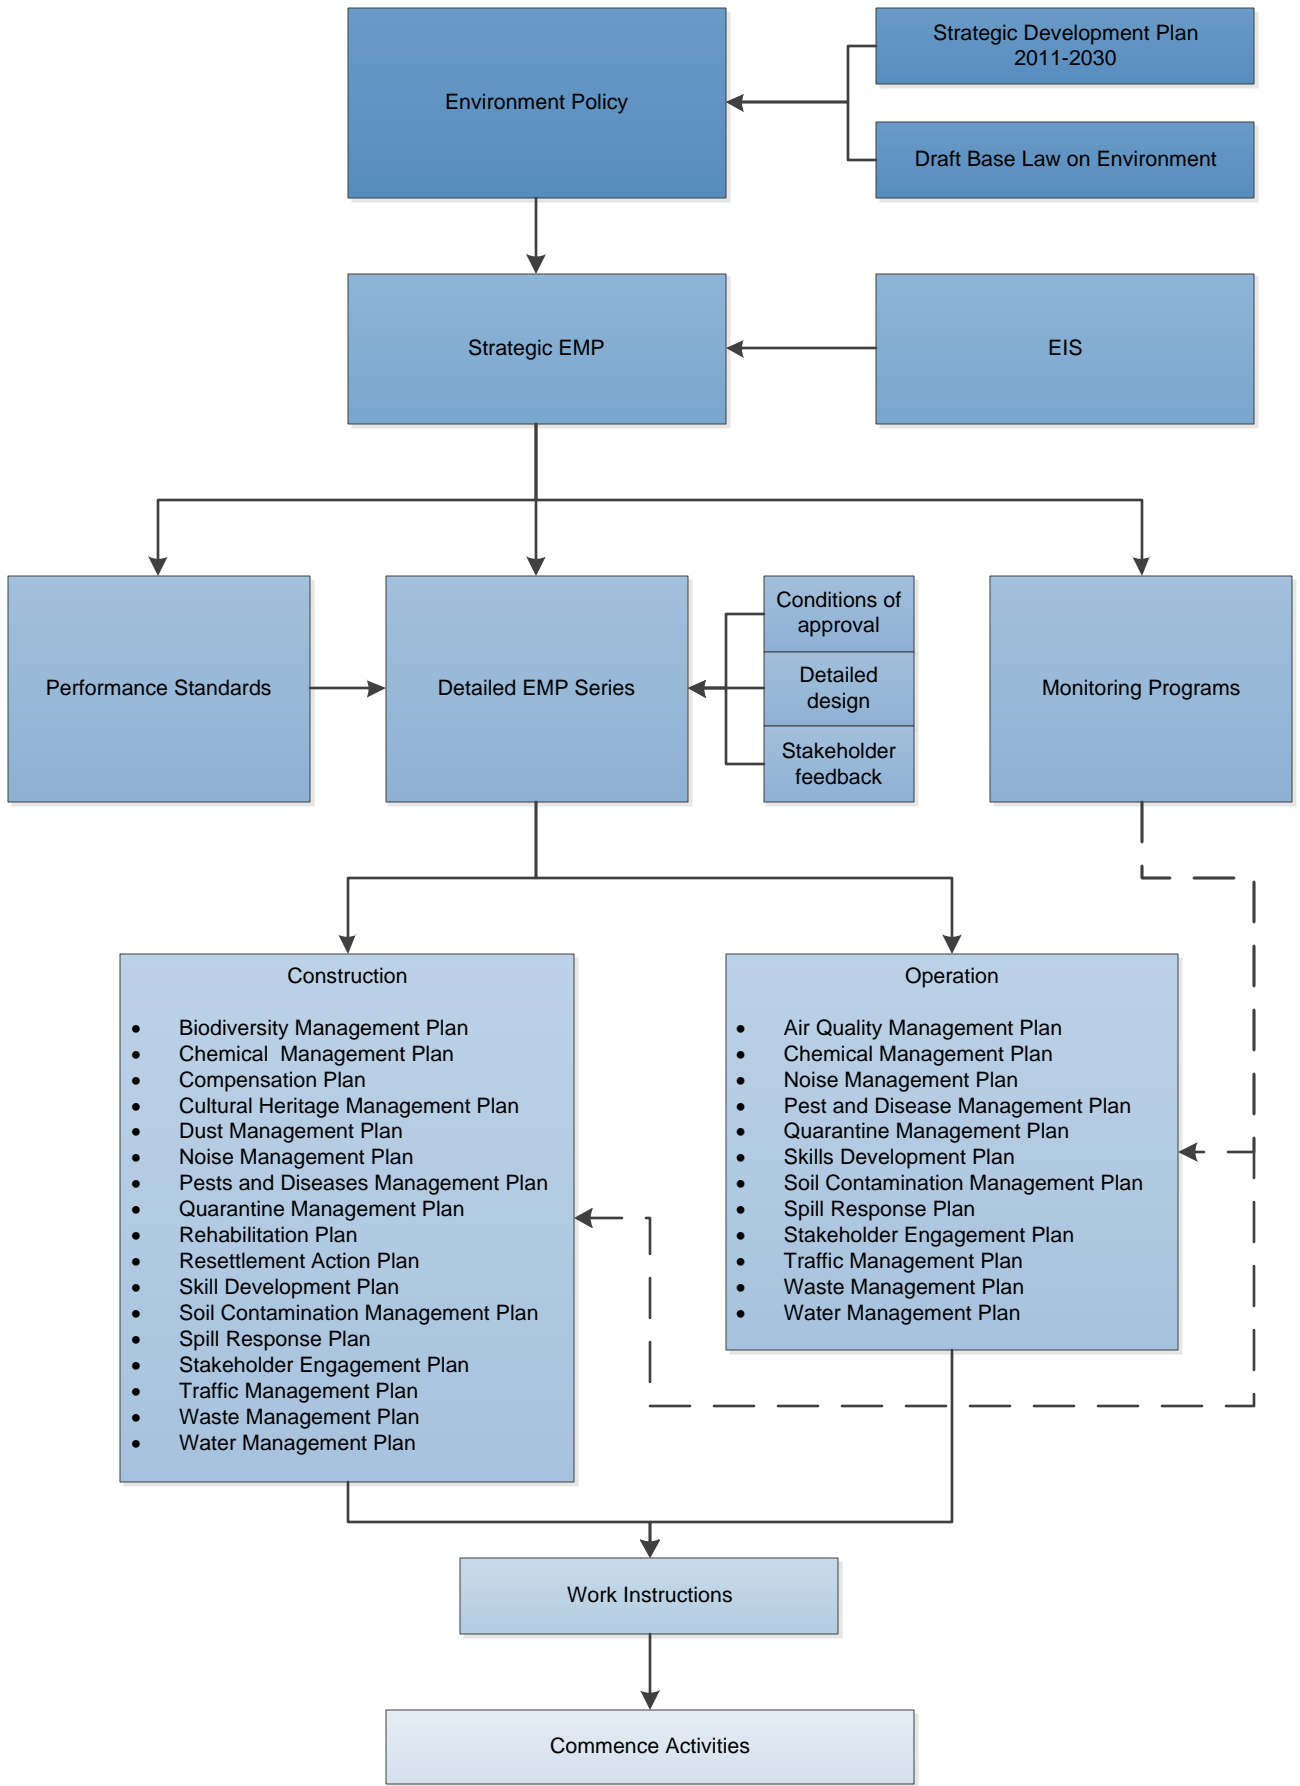 Strategic Development Plan
2011-2030
Environment Policy
Draft Base Law on Environment
Strategic EMP
EIS
Performance Standards
Detailed EMP Series
Conditions of
approval
Detailed
design
Stakeholder
feedback
Monitoring Programs
Construction
• Biodiversity Management Plan
• Chemical  Management Plan
• Compensation Plan
• Cultural Heritage Management Plan
• Dust Management Plan
• Noise Management Plan
• Pests and Diseases Management Plan
• Quarantine Management Plan
• Rehabilitation Plan
• Resettlement Action Plan
• Skill Development Plan
• Soil Contamination Management Plan
• Spill Response Plan
• Stakeholder Engagement Plan
• Traffic Management Plan
• Waste Management Plan
• Water Management Plan
Operation
• Air Quality Management Plan
• Chemical Management Plan
• Noise Management Plan
• Pest and Disease Management Plan
• Quarantine Management Plan
• Skills Development Plan
• Soil Contamination Management Plan
• Spill Response Plan
• Stakeholder Engagement Plan
• Traffic Management Plan
• Waste Management Plan
• Water Management Plan
Work Instructions
Commence Activities